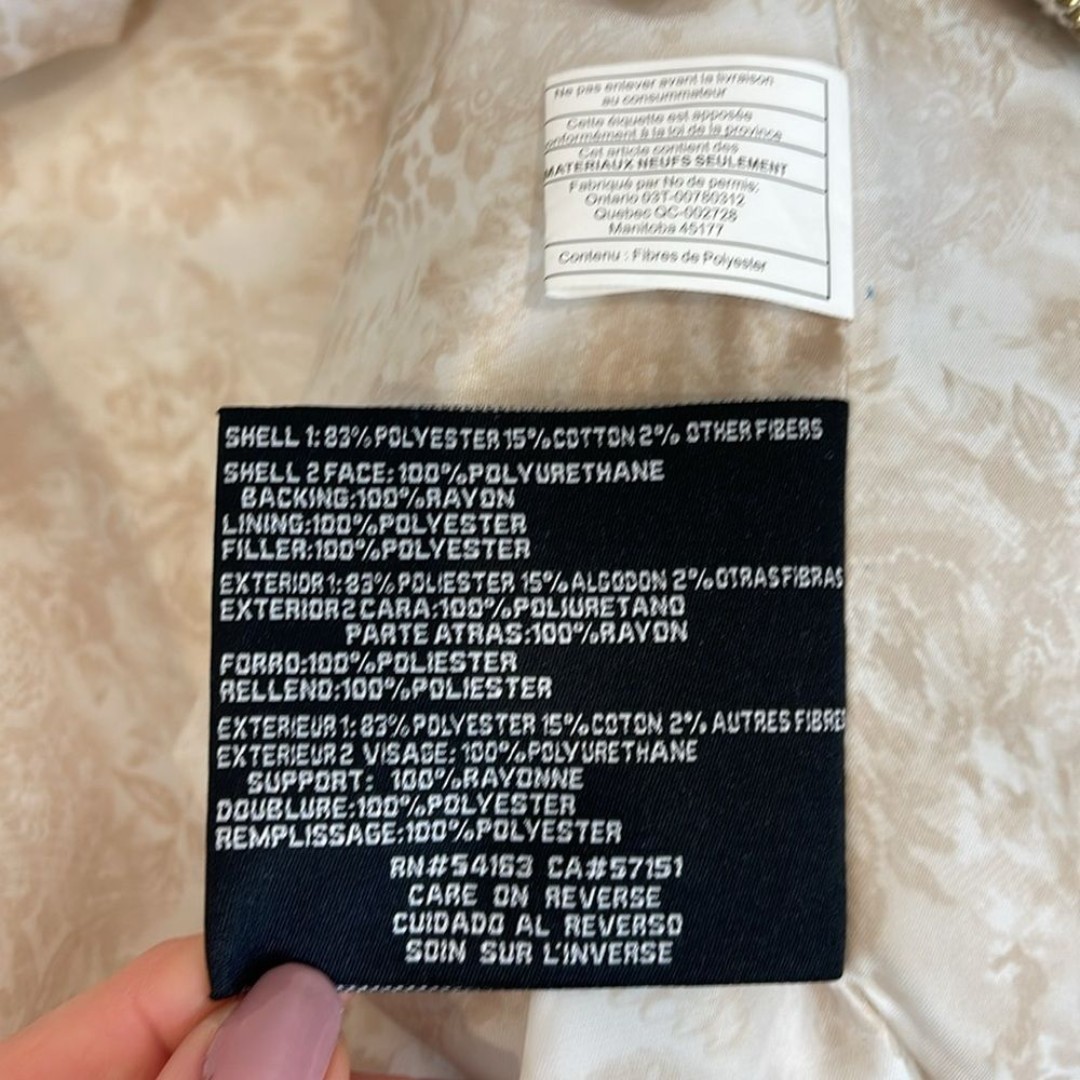 Ne pas enlever avant la livraison
au consommateur
Cette étiquette est apposée
conformément à la loi de la province
Cet article contient des
MATERIAUX NEUFS SEULEMENT
Fabriqué par No de permis:
Ontario 03T-00780312
Quebec QC-002728
Manitoba 45177
Contenu : Fibres de Polyester
SHELL 1: 83% POLYESTER 15% COTTON 2% OTHER FIBERS
SHELL 2 FACE: 100% POLYURETHANE
BACKING: 100% RAYON
LINING: 100% POLYESTER
FILLER: 100% POLYESTER
EXTERIOR 1: 83% POLIESTER 15% ALGODON 2% OTRAS FIBRAS
EXTERIOR 2 CARA: 100% POLIURETANO
PARTE ATRAS: 100% RAYON
FORRO: 100% POLIESTER
RELLENO: 100% POLIESTER
EXTERIEUR 1: 83% POLYESTER 15% COTON 2% AUTRES FIBRES
EXTERIEUR 2 VISAGE: 100% POLYURETHANE
SUPPORT: 100% RAYONNE
DOUBLURE: 100% POLYESTER
REMPLISSAGE: 100% POLYESTER
RN#54163 CA#57151
CARE ON REVERSE
CUIDADO AL REVERSO
SOIN SUR L'INVERSE